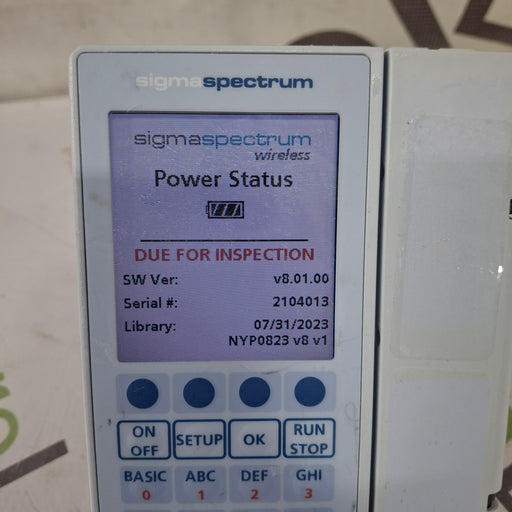 sigmaspectrum
sigmaspectrum
wireless
Power Status
DUE FOR INSPECTION
SW Ver: v8.01.00
Serial #: 2104013
Library: 07/31/2023
NYP0823 v8 v1
ON OFF SETUP OK RUN STOP
BASIC ABC DEF GHI
0 1 2 3